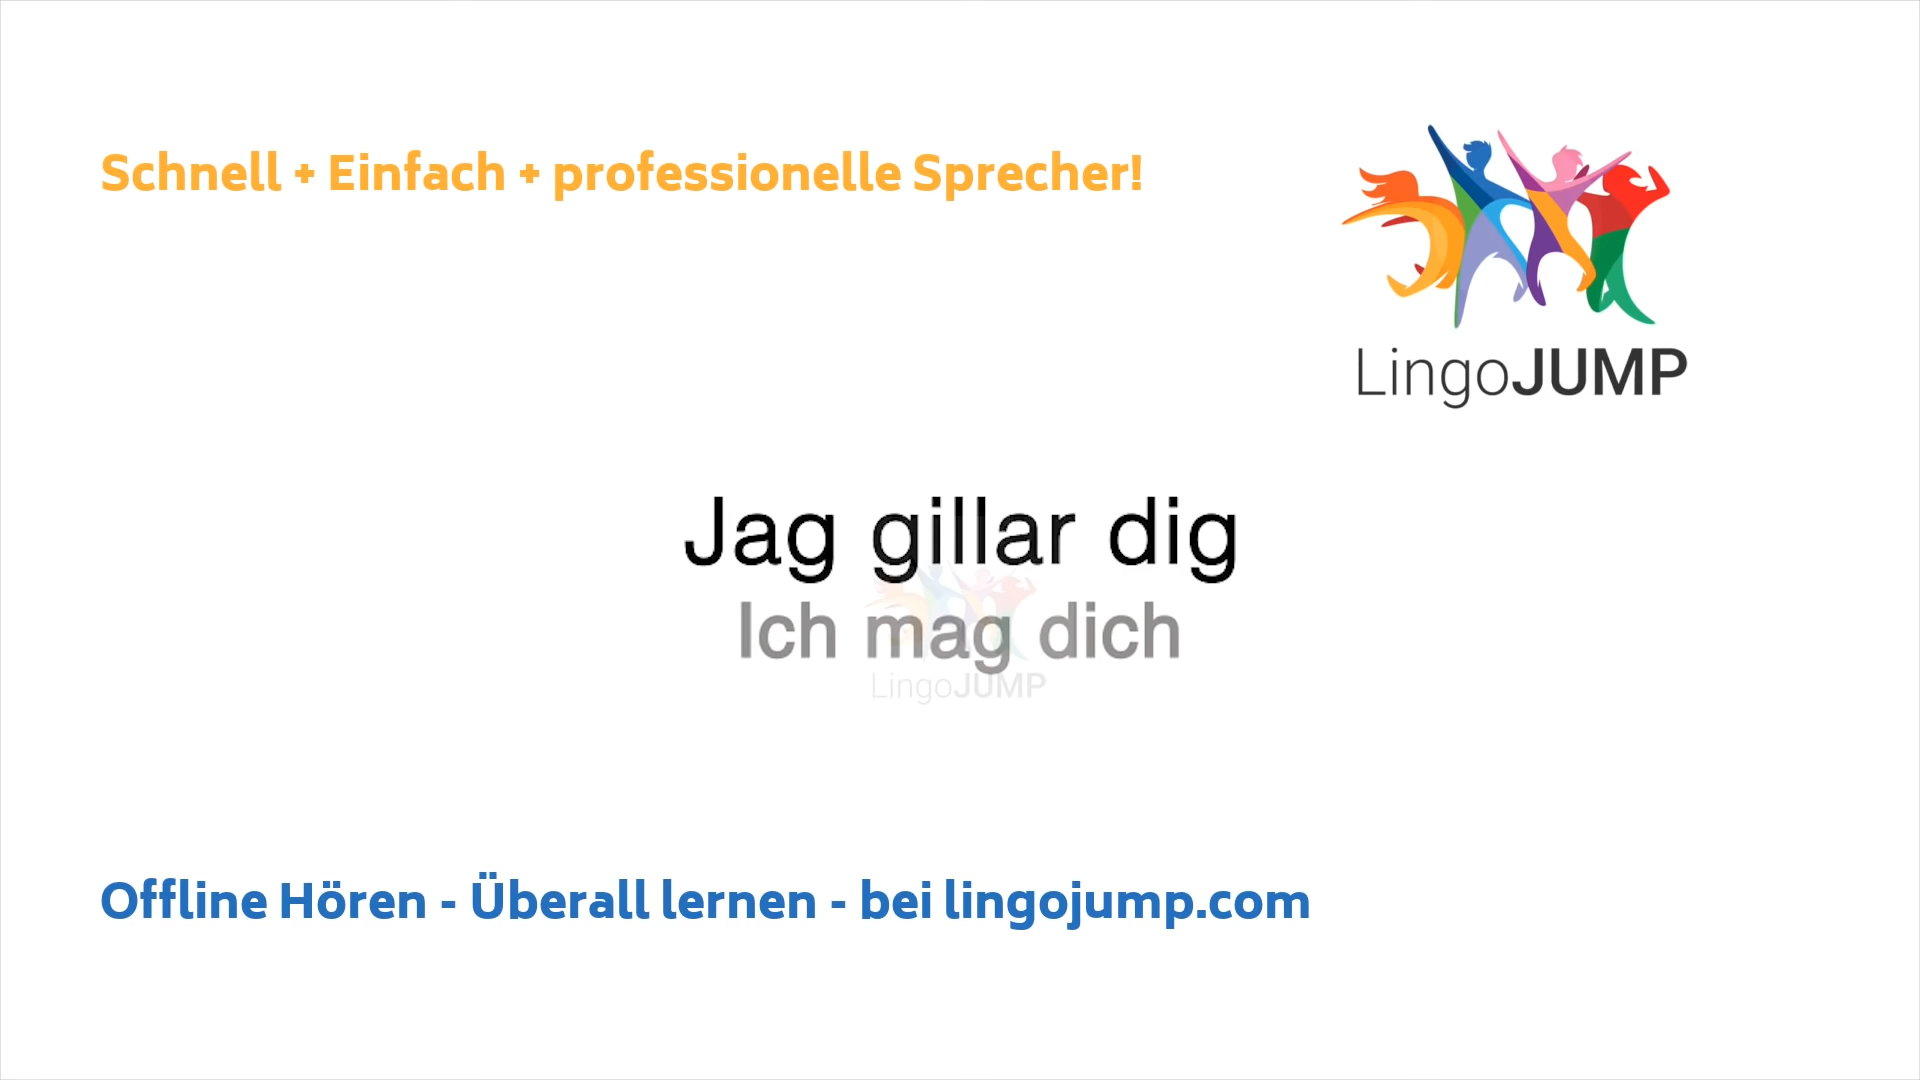 Schnell + Einfach + professionelle Sprecher!
LingoJUMP
Jag gillar dig
Ich mag dich
LingoJUMP
Offline Hören - Überall lernen - bei lingojump.com